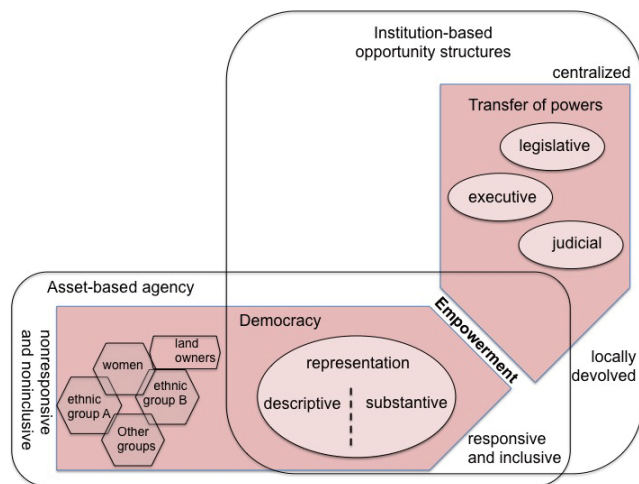 Institution-based
opportunity structures
centralized
Transfer of powers
legislative
executive
judicial
Asset-based agency
nonresponsive
and noninclusive
Democracy
land
owners
women
ethnic
group A
ethnic
group B
Other
groups
representation
descriptive
substantive
Empowerment
locally
devolved
responsive
and inclusive